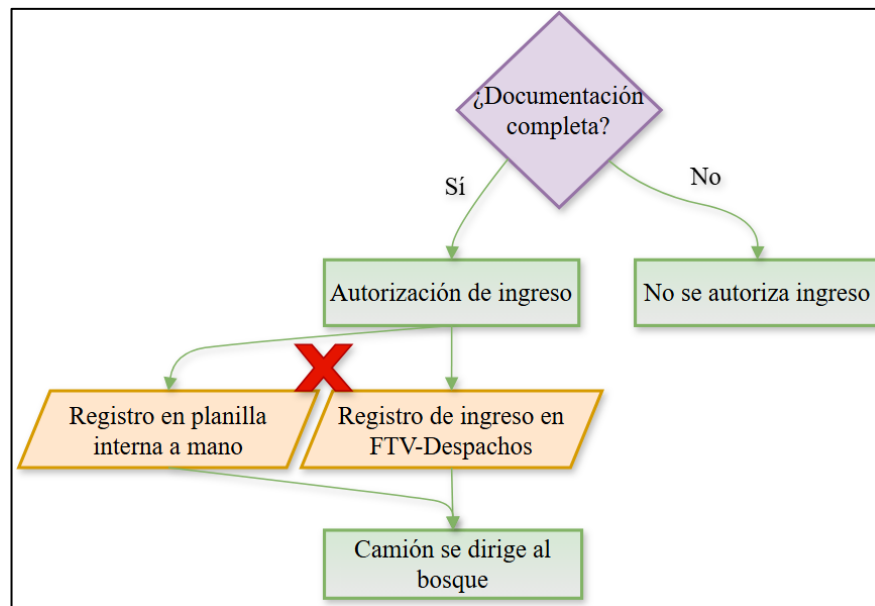 ¿Documentación
completa?
Sí
No
Autorización de ingreso
No se autoriza ingreso
Registro en planilla
interna a mano
Registro de ingreso en
FTV-Despachos
Camión se dirige al
bosque